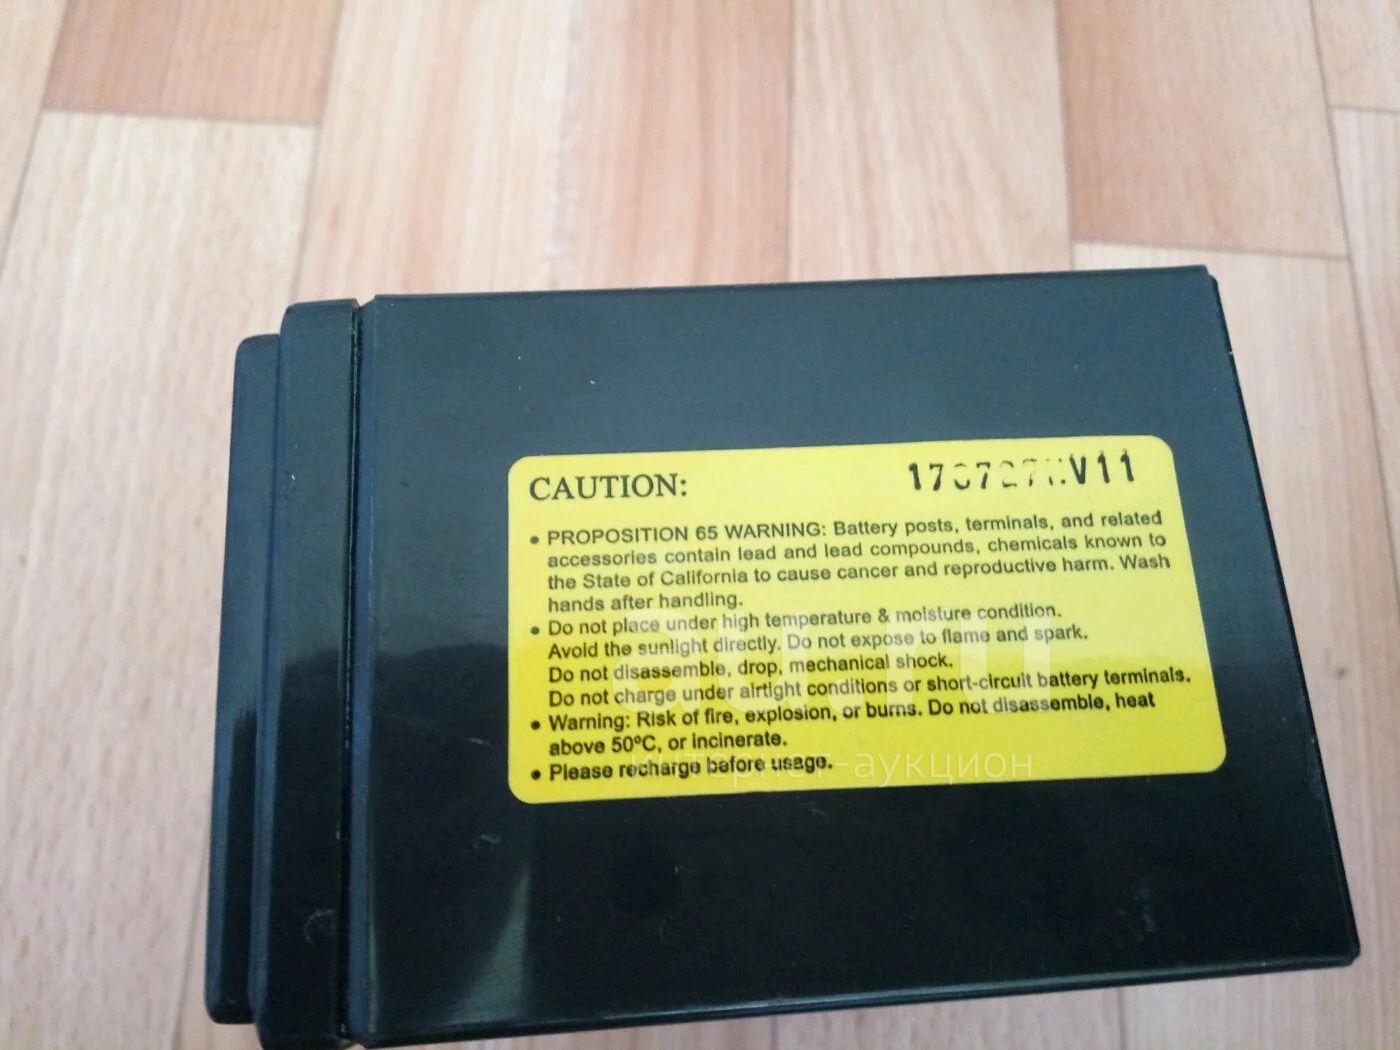 CAUTION:
• PROPOSITION 65 WARNING: Battery posts, terminals, and related
accessories contain lead and lead compounds, chemicals known to
the State of California to cause cancer and reproductive harm. Wash
hands after handling.
• Do not place under high temperature & moisture condition.
Avoid the sunlight directly. Do not expose to flame and spark.
Do not disassemble, drop, mechanical shock.
Do not charge under airtight conditions or short-circuit battery terminals.
• Warning: Risk of fire, explosion, or burns. Do not disassemble, heat
above 50°C, or incinerate.
• Please recharge before usage.
интернет-аукцион